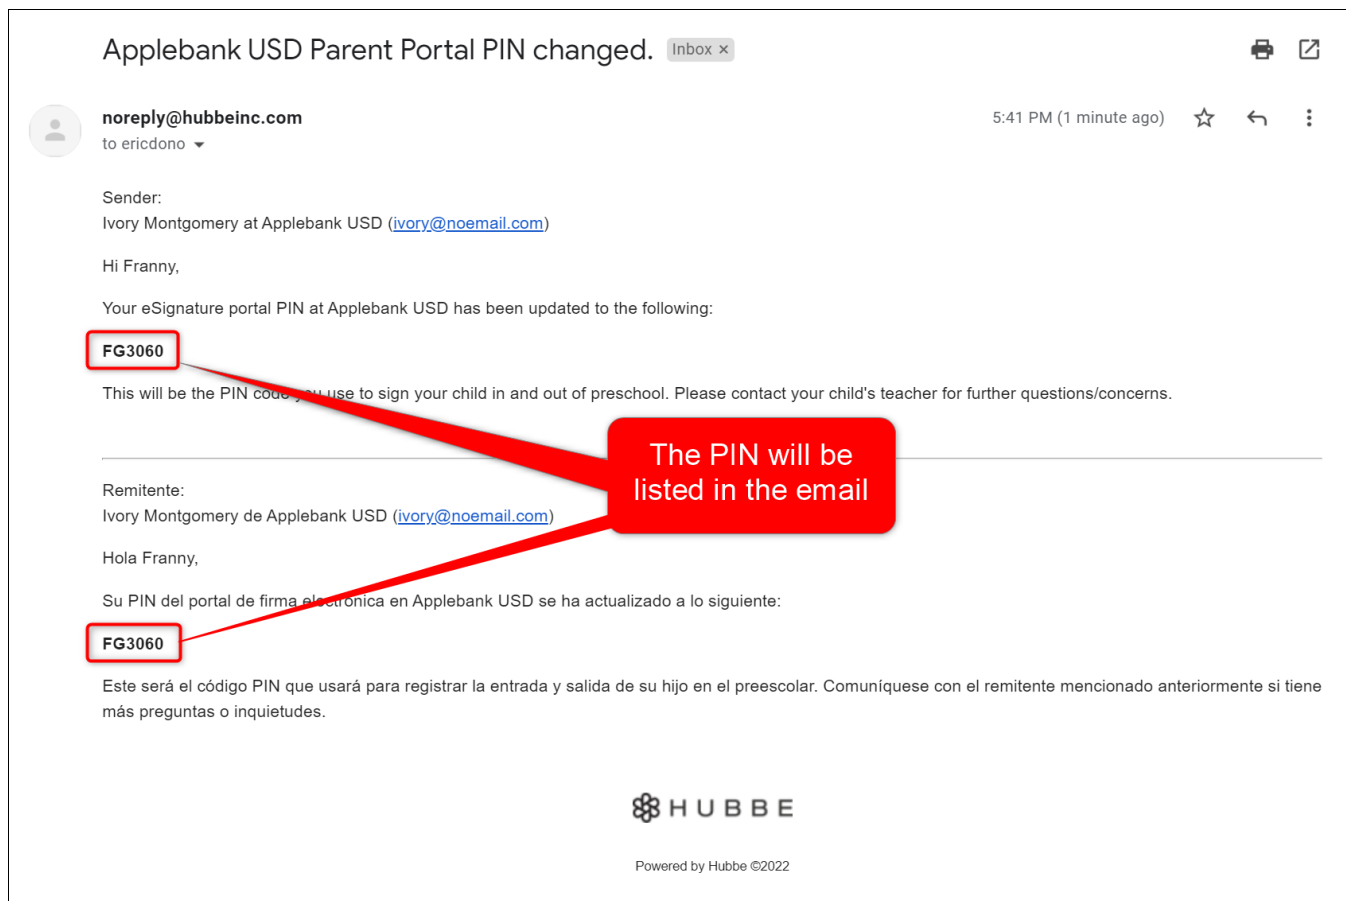 Applebank USD Parent Portal PIN changed. Inbox ×
noreply@hubbeinc.com
5:41 PM (1 minute ago)
to ericdono
Sender:
Ivory Montgomery at Applebank USD (ivory@noemail.com)
Hi Franny,
Your eSignature portal PIN at Applebank USD has been updated to the following:
FG3060
This will be the PIN code you use to sign your child in and out of preschool. Please contact your child's teacher for further questions/concerns.
The PIN will be
listed in the email
Remitente:
Ivory Montgomery de Applebank USD (ivory@noemail.com)
Hola Franny,
Su PIN del portal de firma electrónica en Applebank USD se ha actualizado a lo siguiente:
FG3060
Este será el código PIN que usará para registrar la entrada y salida de su hijo en el preescolar. Comuníquese con el remitente mencionado anteriormente si tiene
más preguntas o inquietudes.
HUBBE
Powered by Hubbe ©2022